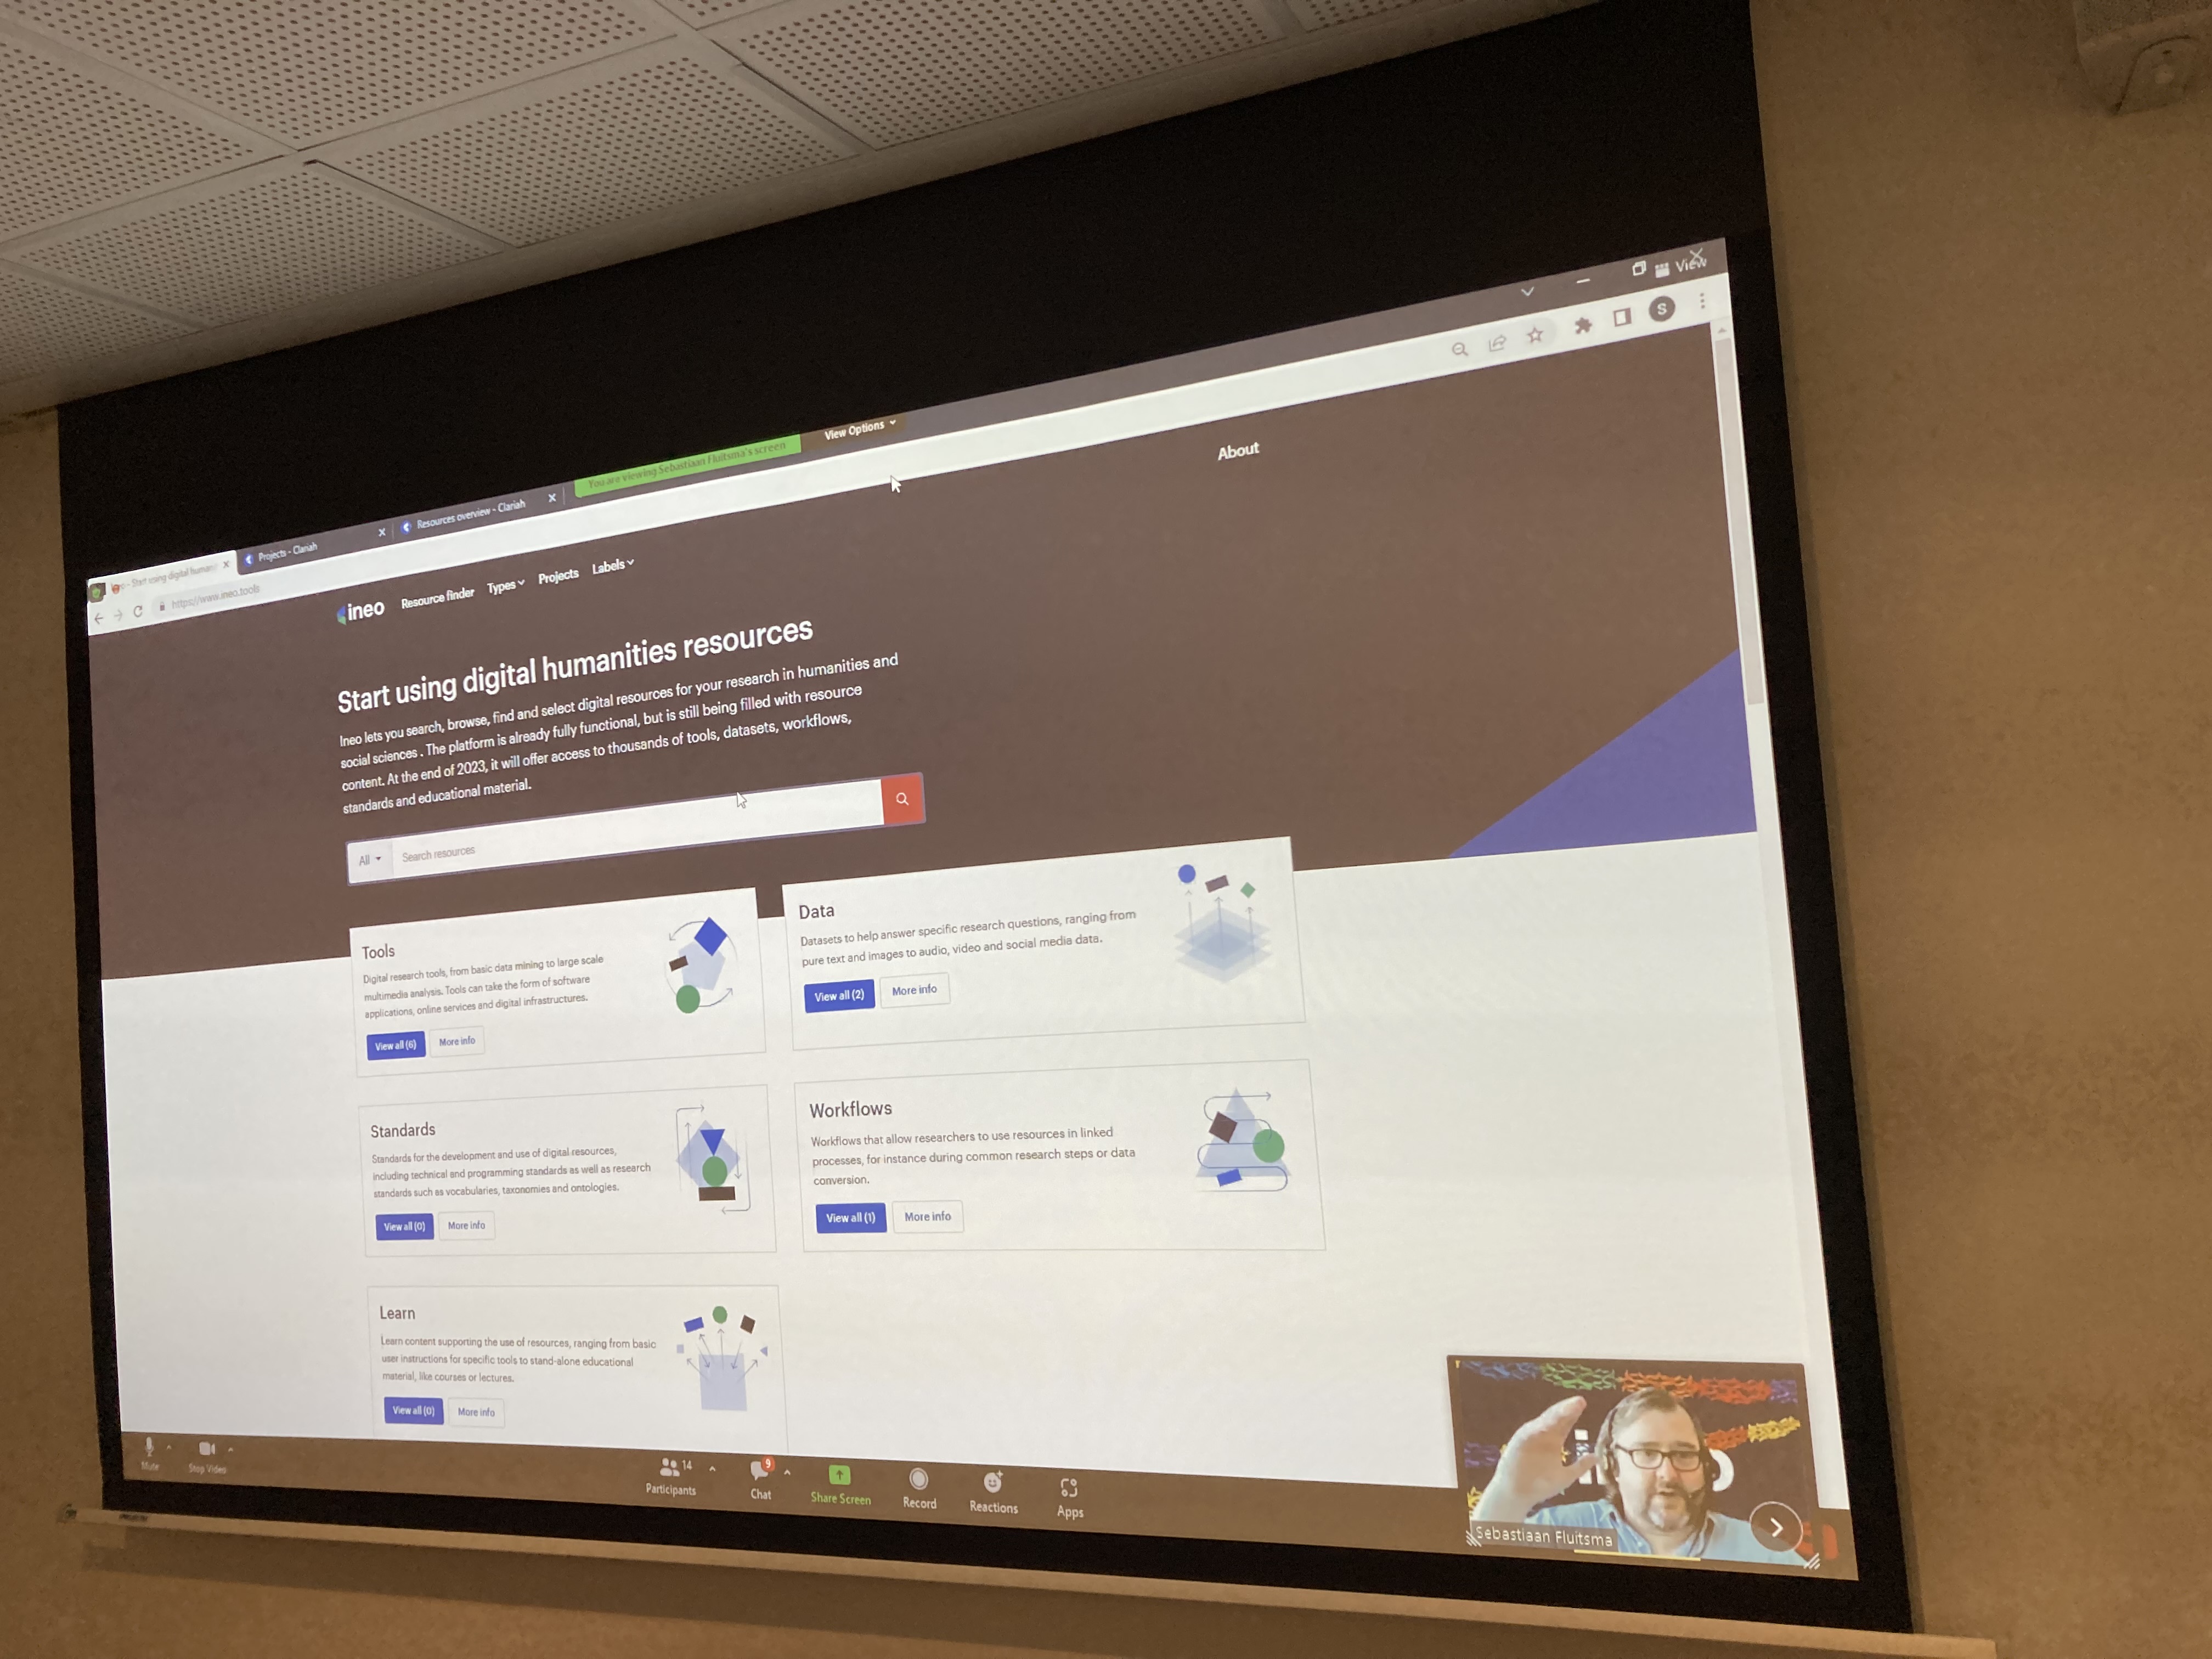 View
S
You are viewing Sebastiaan Fluitsma's screen
View Options
Start using digital human
Projects - Clariah
Resources overview - Clariah
https://www.ineo.tools
ineo
Resource finder
Types
Projects
Labels
About
Start using digital humanities resources
Ineo lets you search, browse, find and select digital resources for your research in humanities and
social sciences . The platform is already fully functional, but is still being filled with resource
content. At the end of 2023, it will offer access to thousands of tools, datasets, workflows,
standards and educational material.
All
Search resources
Tools
Digital research tools, from basic data mining to large scale
multimedia analysis. Tools can take the form of software
applications, online services and digital infrastructures.
View all (6)
More info
Data
Datasets to help answer specific research questions, ranging from
pure text and images to audio, video and social media data.
View all (2)
More info
Standards
Standards for the development and use of digital resources,
including technical and programming standards as well as research
standards such as vocabularies, taxonomies and ontologies.
View all (0)
More info
Workflows
Workflows that allow researchers to use resources in linked
processes, for instance during common research steps or data
conversion.
View all (1)
More info
Learn
Learn content supporting the use of resources, ranging from basic
user instructions for specific tools to stand-alone educational
material, like courses or lectures.
View all (0)
More info
Mute
Stop Video
14
Participants
9
Chat
Share Screen
Record
Reactions
Apps
Sebastiaan Fluitsma